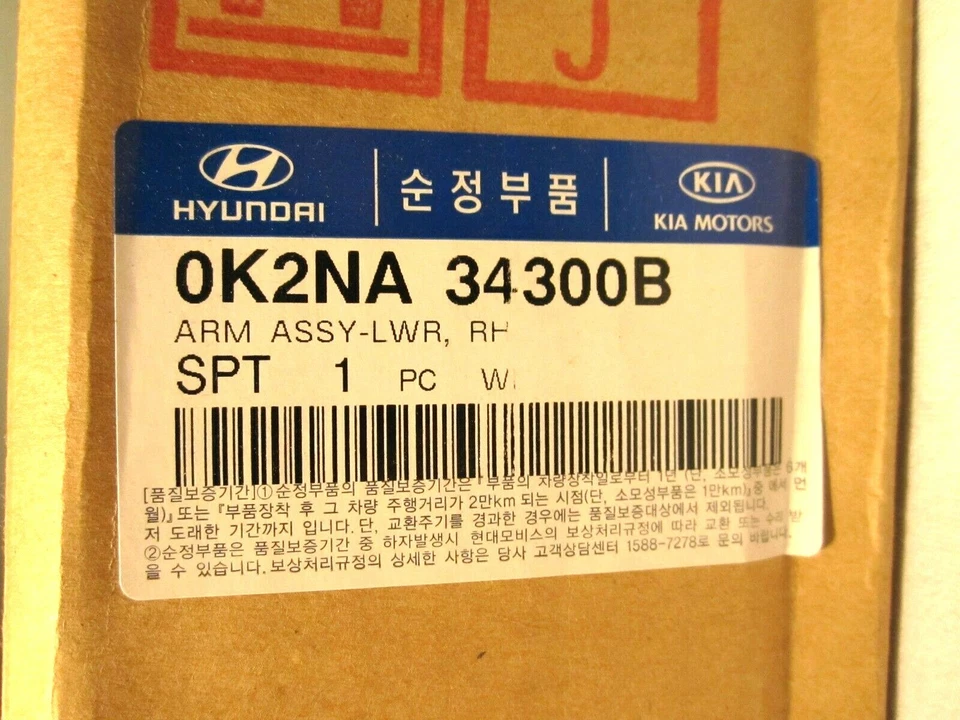 J
HYUNDAI
순정부품
KIA
KIA MOTORS
0K2NA 34300B
ARM ASSY-LWR, RH
SPT 1 PC
[품질보증기간]①순정부품의 품질보증기간은『부품의 차량장착일로부터 1년 (단, 소모성부품은 6개
월)』또는『부품장착 후 그 차량 주행거리가 2만km 되는 시점(단, 소모성부품은 1만km)』중 에서 먼
저 도래한 기간까지 입니다. 단, 교환주기를 경과한 경우에는 품질보증대상에서 제외됩니다.
②순정부품은 품질보증기간 중 하자발생시 현대모비스의 보상처리규정에 따라 교환 또는 수리 받
을 수 있습니다. 보상처리규정의 상세한 사항은 당사 고객상담센터 1588-7278로 문의 바랍니다.